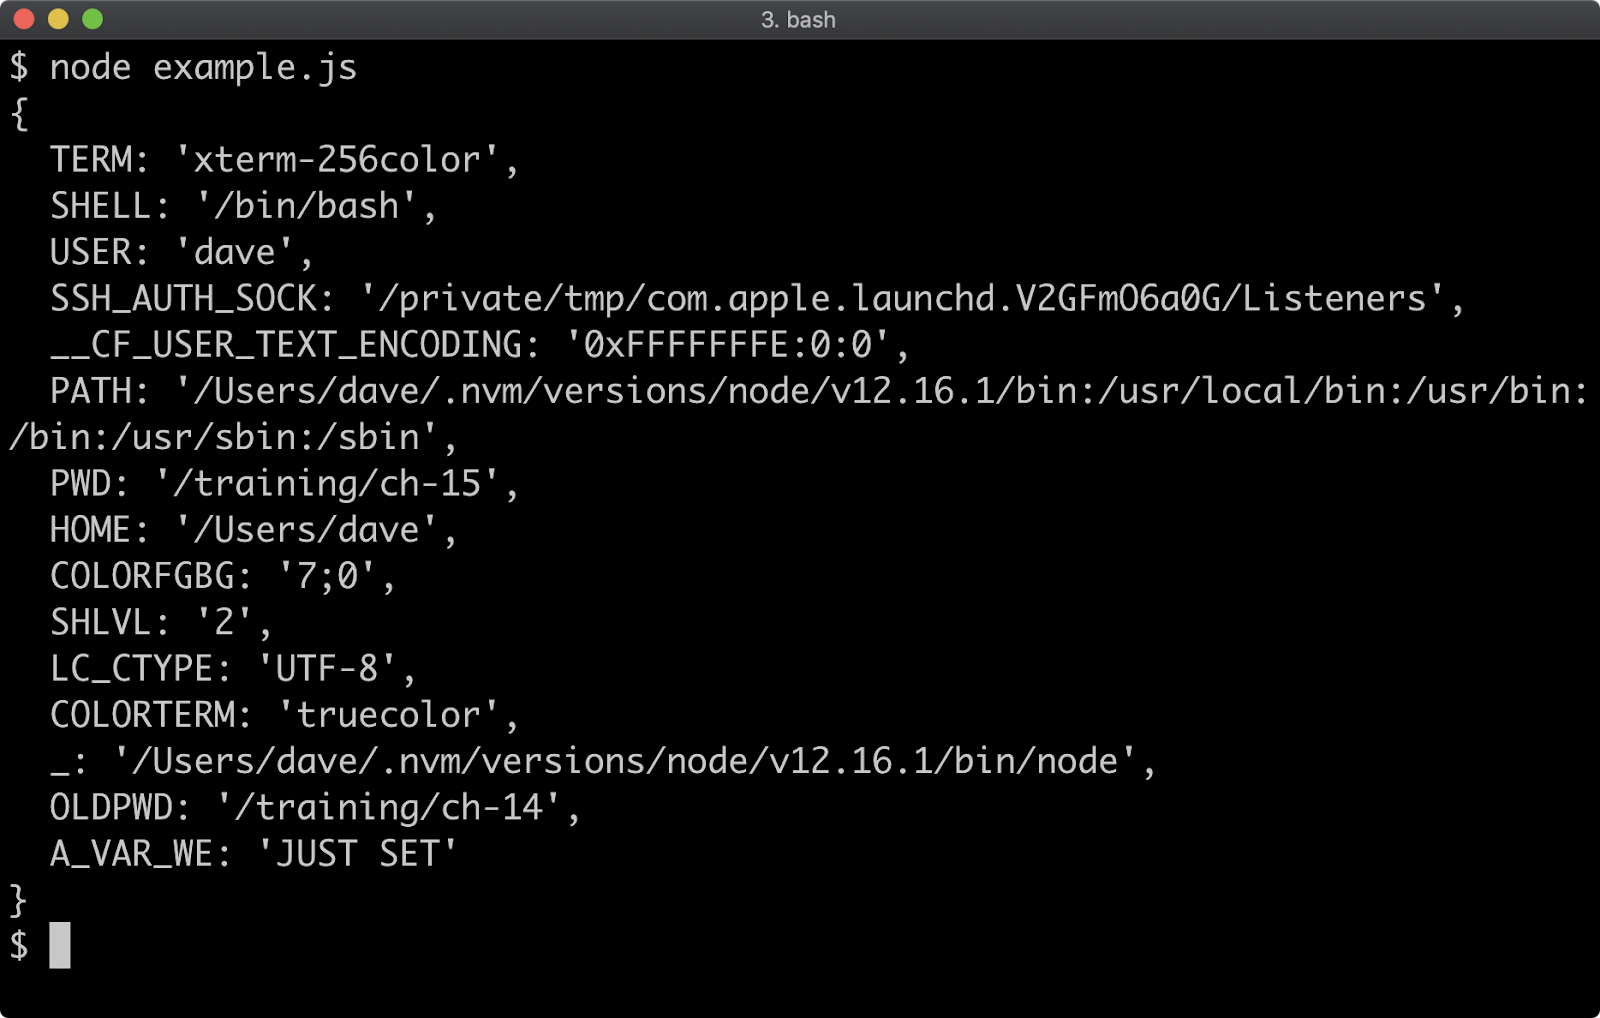 3. bash
$ node example.js
{
  TERM: 'xterm-256color',
  SHELL: '/bin/bash',
  USER: 'dave',
  SSH_AUTH_SOCK: '/private/tmp/com.apple.launchd.V2GFmO6a0G/Listeners',
  __CF_USER_TEXT_ENCODING: '0xFFFFFFFE:0:0',
  PATH: '/Users/dave/.nvm/versions/node/v12.16.1/bin:/usr/local/bin:/usr/bin:
/bin:/usr/sbin:/sbin',
  PWD: '/training/ch-15',
  HOME: '/Users/dave',
  COLORFGBG: '7;0',
  SHLVL: '2',
  LC_CTYPE: 'UTF-8',
  COLORTERM: 'truecolor',
  _: '/Users/dave/.nvm/versions/node/v12.16.1/bin/node',
  OLDPWD: '/training/ch-14',
  A_VAR_WE: 'JUST SET'
}
$